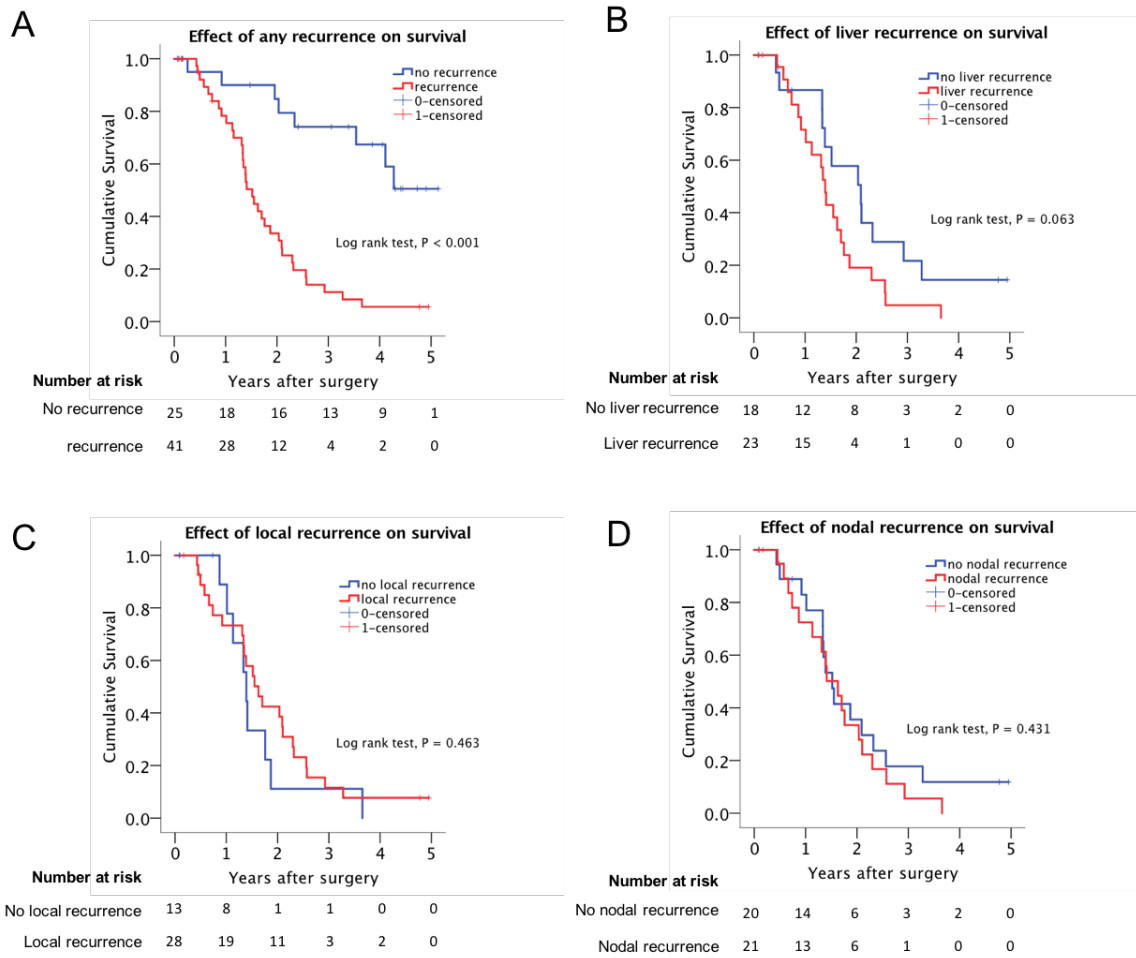 A
Effect of any recurrence on survival
no recurrence
recurrence
0-censored
1-censored
Cumulative Survival
1.0
0.8
0.6
0.4
0.2
0.0
Log rank test, P < 0.001
0 1 2 3 4 5
Years after surgery
Number at risk
No recurrence 25 18 16 13 9 1
recurrence 41 28 12 4 2 0
B
Effect of liver recurrence on survival
no liver recurrence
liver recurrence
0-censored
1-censored
Cumulative Survival
1.0
0.8
0.6
0.4
0.2
0.0
Log rank test, P = 0.063
0 1 2 3 4 5
Years after surgery
Number at risk
No liver recurrence 18 12 8 3 2 0
Liver recurrence 23 15 4 1 0 0
C
Effect of local recurrence on survival
no local recurrence
local recurrence
0-censored
1-censored
Cumulative Survival
1.0
0.8
0.6
0.4
0.2
0.0
Log rank test, P = 0.463
0 1 2 3 4 5
Years after surgery
Number at risk
No local recurrence 13 8 1 1 0 0
Local recurrence 28 19 11 3 2 0
D
Effect of nodal recurrence on survival
no nodal recurrence
nodal recurrence
0-censored
1-censored
Cumulative Survival
1.0
0.8
0.6
0.4
0.2
0.0
Log rank test, P = 0.431
0 1 2 3 4 5
Years after surgery
Number at risk
No nodal recurrence 20 14 6 3 2 0
Nodal recurrence 21 13 6 1 0 0